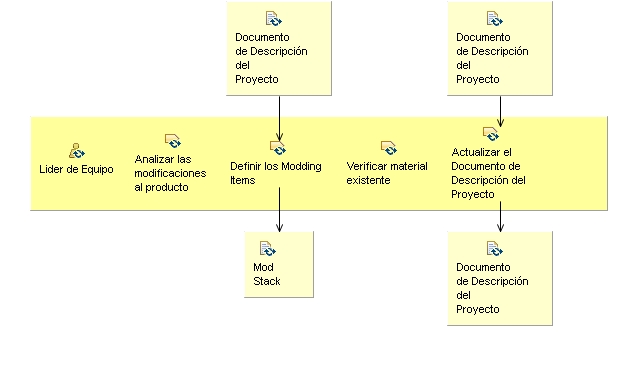 Documento
de Descripción
del
Proyecto
Documento
de Descripción
del
Proyecto
Lider de Equipo
Analizar las
modificaciones
al producto
Definir los Modding
Items
Verificar material
existente
Actualizar el
Documento de
Descripción del
Proyecto
Mod
Stack
Documento
de Descripción
del
Proyecto